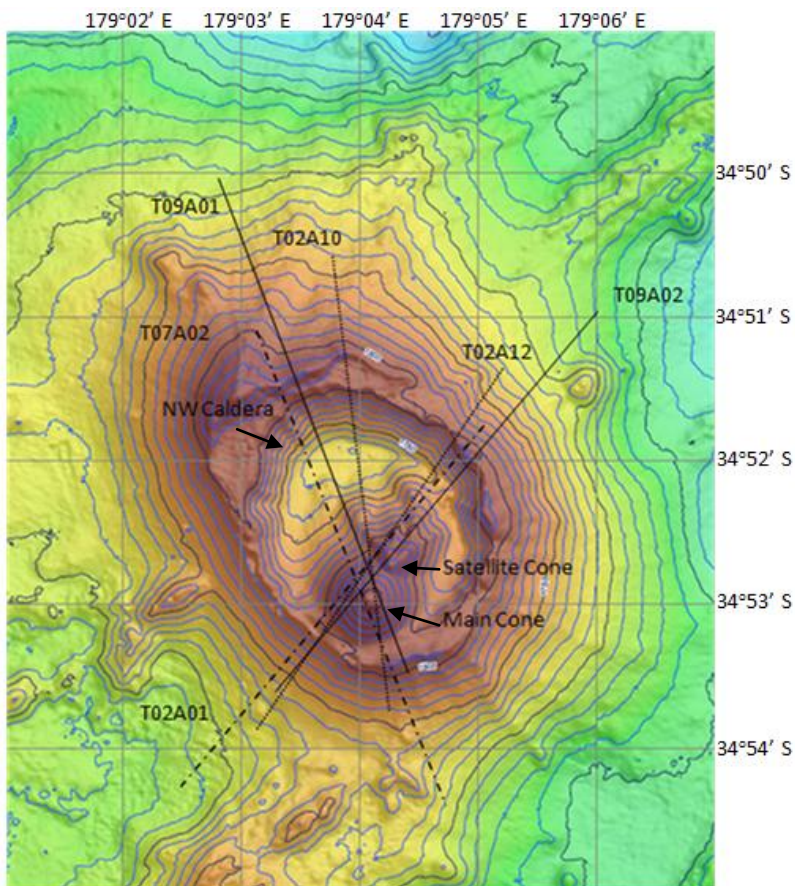 179°02' E 179°03' E 179°04' E 179°05' E 179°06' E
34°50' S
T09A01
T02A10
T09A02
34°51' S
T07A02
T02A12
NW Caldera
34°52' S
Satellite Cone
34°53' S
Main Cone
T02A01
34°54' S